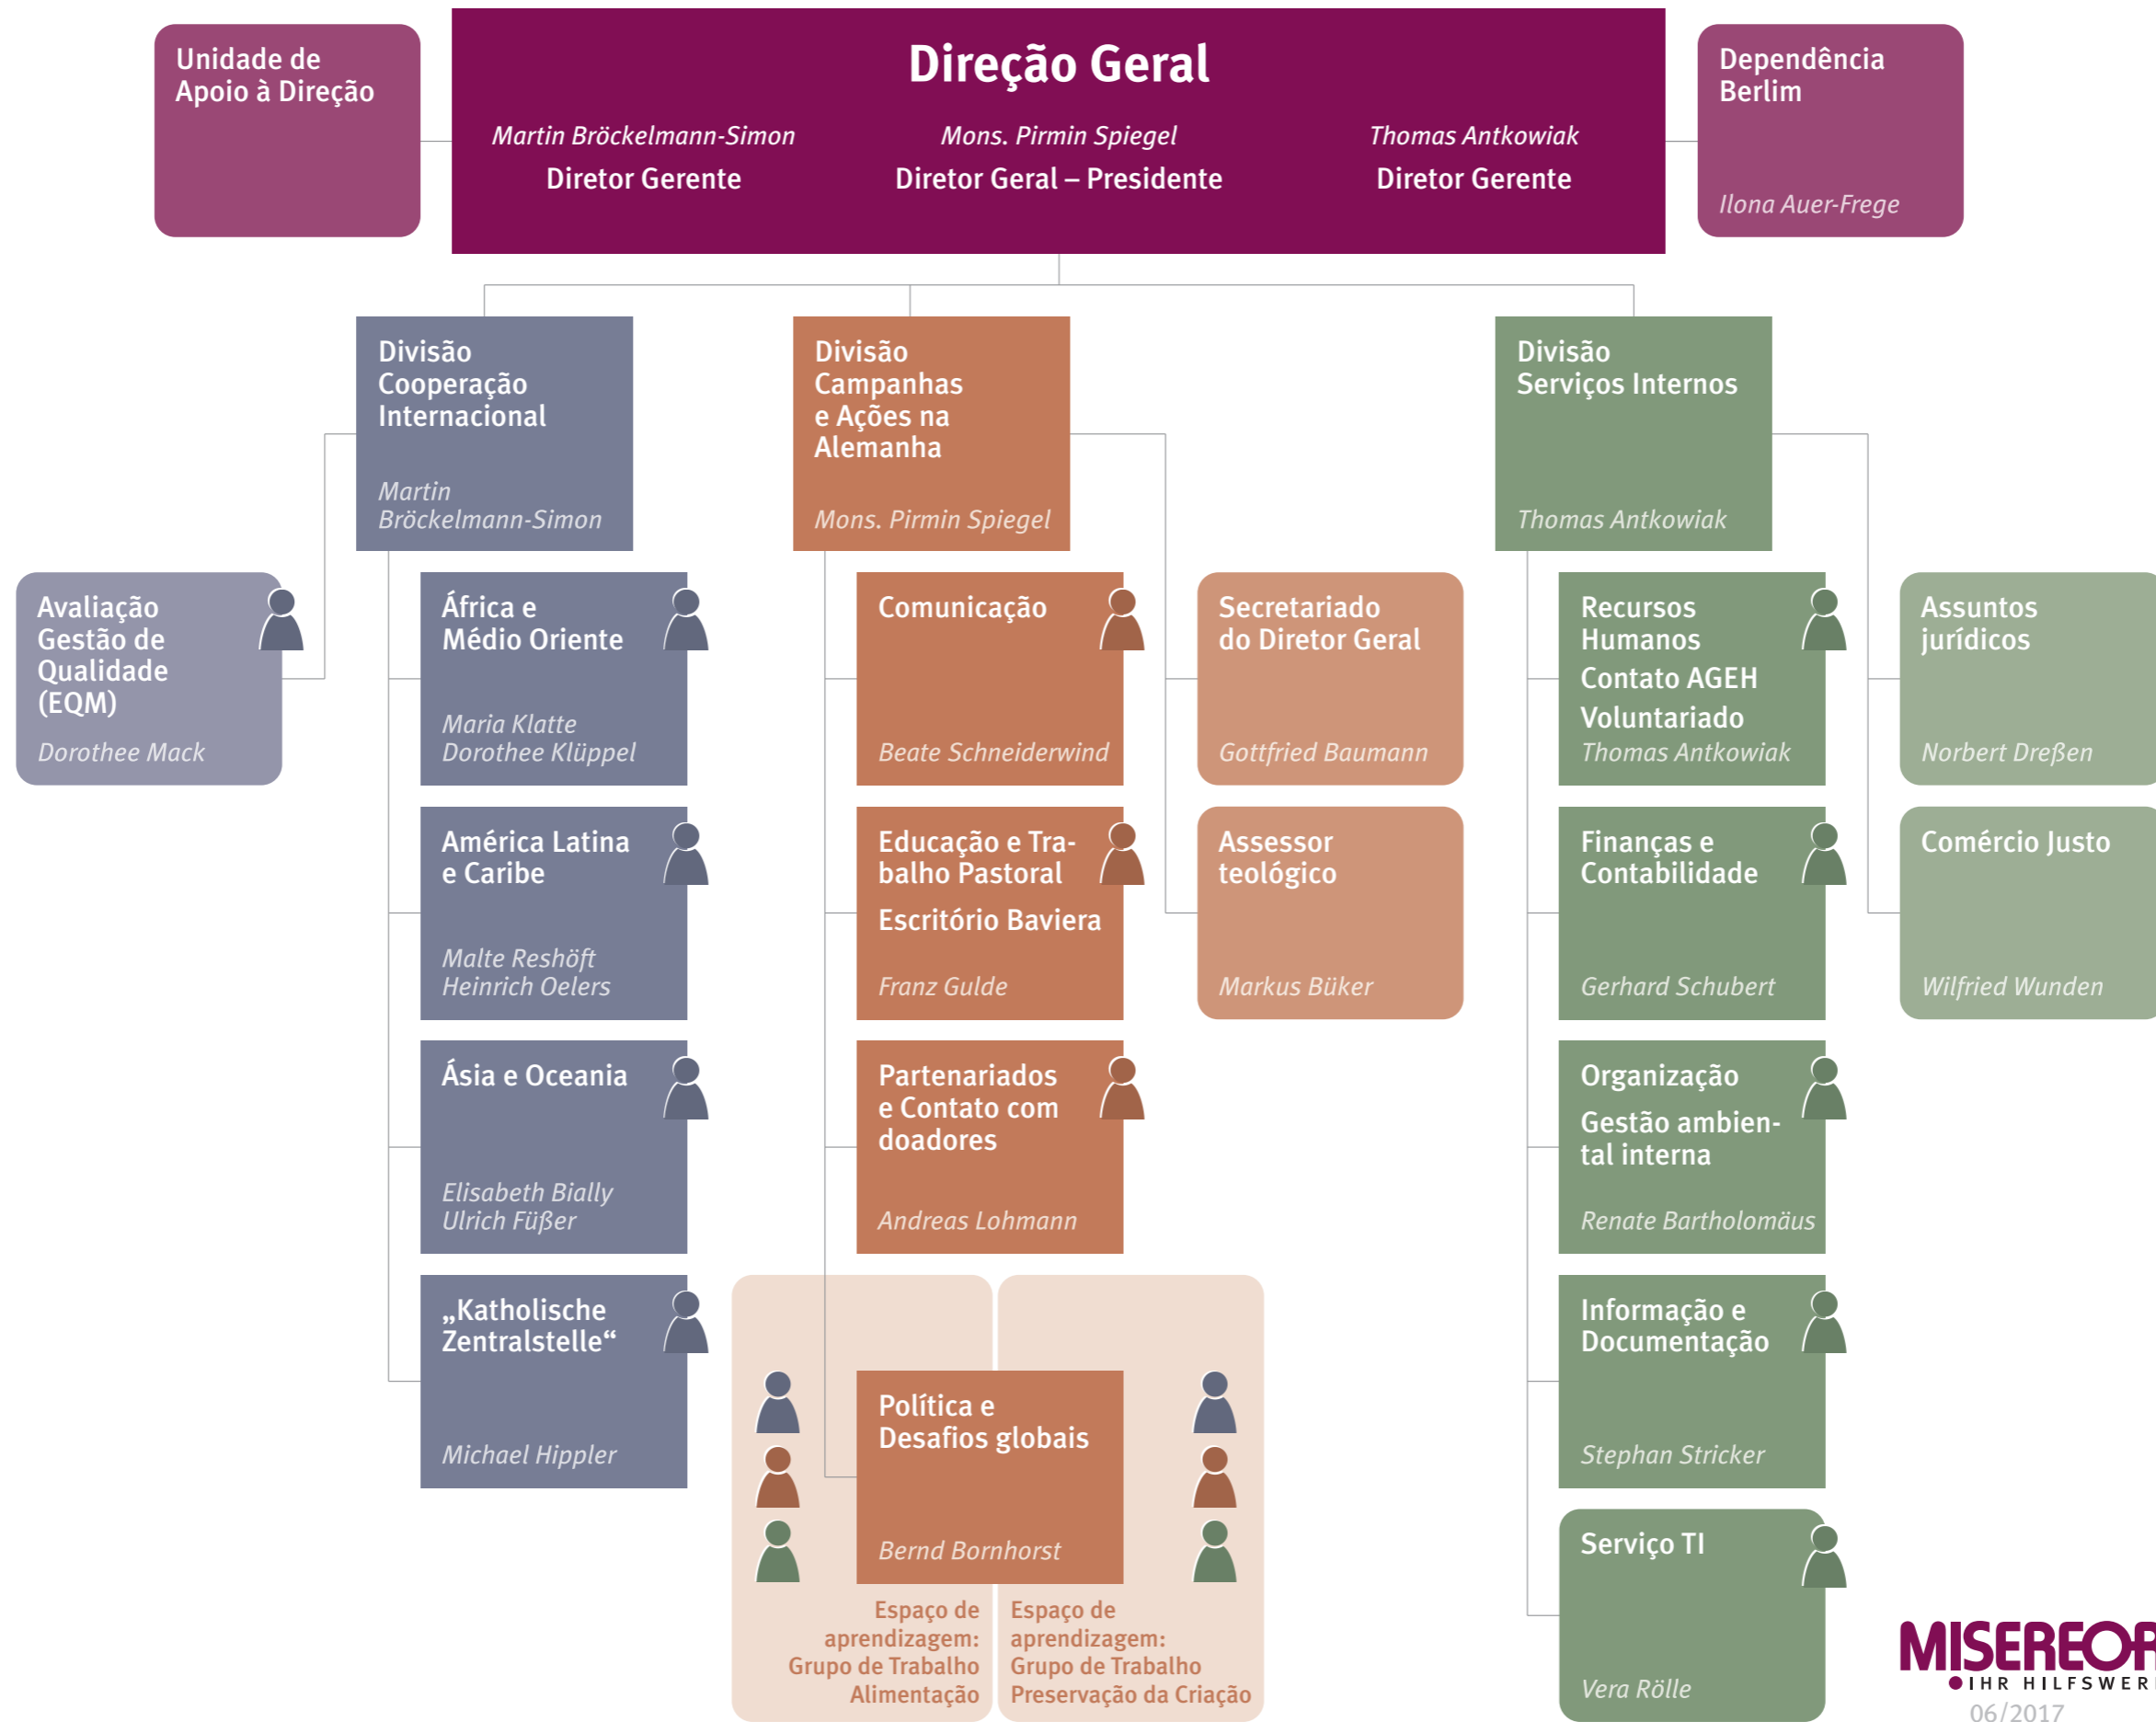 Unidade de
Apoio à Direção
Direção Geral
Martin Bröckelmann-Simon
Diretor Gerente
Mons. Pirmin Spiegel
Diretor Geral – Presidente
Thomas Antkowiak
Diretor Gerente
Dependência
Berlim
Ilona Auer-Frege
Divisão
Cooperação
Internacional
Martin
Bröckelmann-Simon
Divisão
Campanhas
e Ações na
Alemanha
Mons. Pirmin Spiegel
Divisão
Serviços Internos
Thomas Antkowiak
Avaliação
Gestão de
Qualidade
(EQM)
Dorothee Mack
África e
Médio Oriente
Maria Klatte
Dorothee Klüppel
Comunicação
Beate Schneiderwind
Secretariado
do Diretor Geral
Gottfried Baumann
Recursos
Humanos
Contato AGEH
Voluntariado
Thomas Antkowiak
Assuntos
jurídicos
Norbert Dreßen
América Latina
e Caribe
Malte Reshöft
Heinrich Oelers
Educação e Tra-
balho Pastoral
Escritório Baviera
Franz Gulde
Assessor
teológico
Markus Büker
Finanças e
Contabilidade
Gerhard Schubert
Comércio Justo
Wilfried Wunden
Ásia e Oceania
Elisabeth Bially
Ulrich Füßer
Partenariados
e Contato com
doadores
Andreas Lohmann
Organização
Gestão ambien-
tal interna
Renate Bartholomäus
„Katholische
Zentralstelle“
Michael Hippler
Política e
Desafios globais
Bernd Bornhorst
Espaço de
aprendizagem:
Grupo de Trabalho
Alimentação
Espaço de
aprendizagem:
Grupo de Trabalho
Preservação da Criação
Informação e
Documentação
Stephan Stricker
Serviço TI
Vera Rölle
MISEREOR
IHR HILFSWER
06/2017